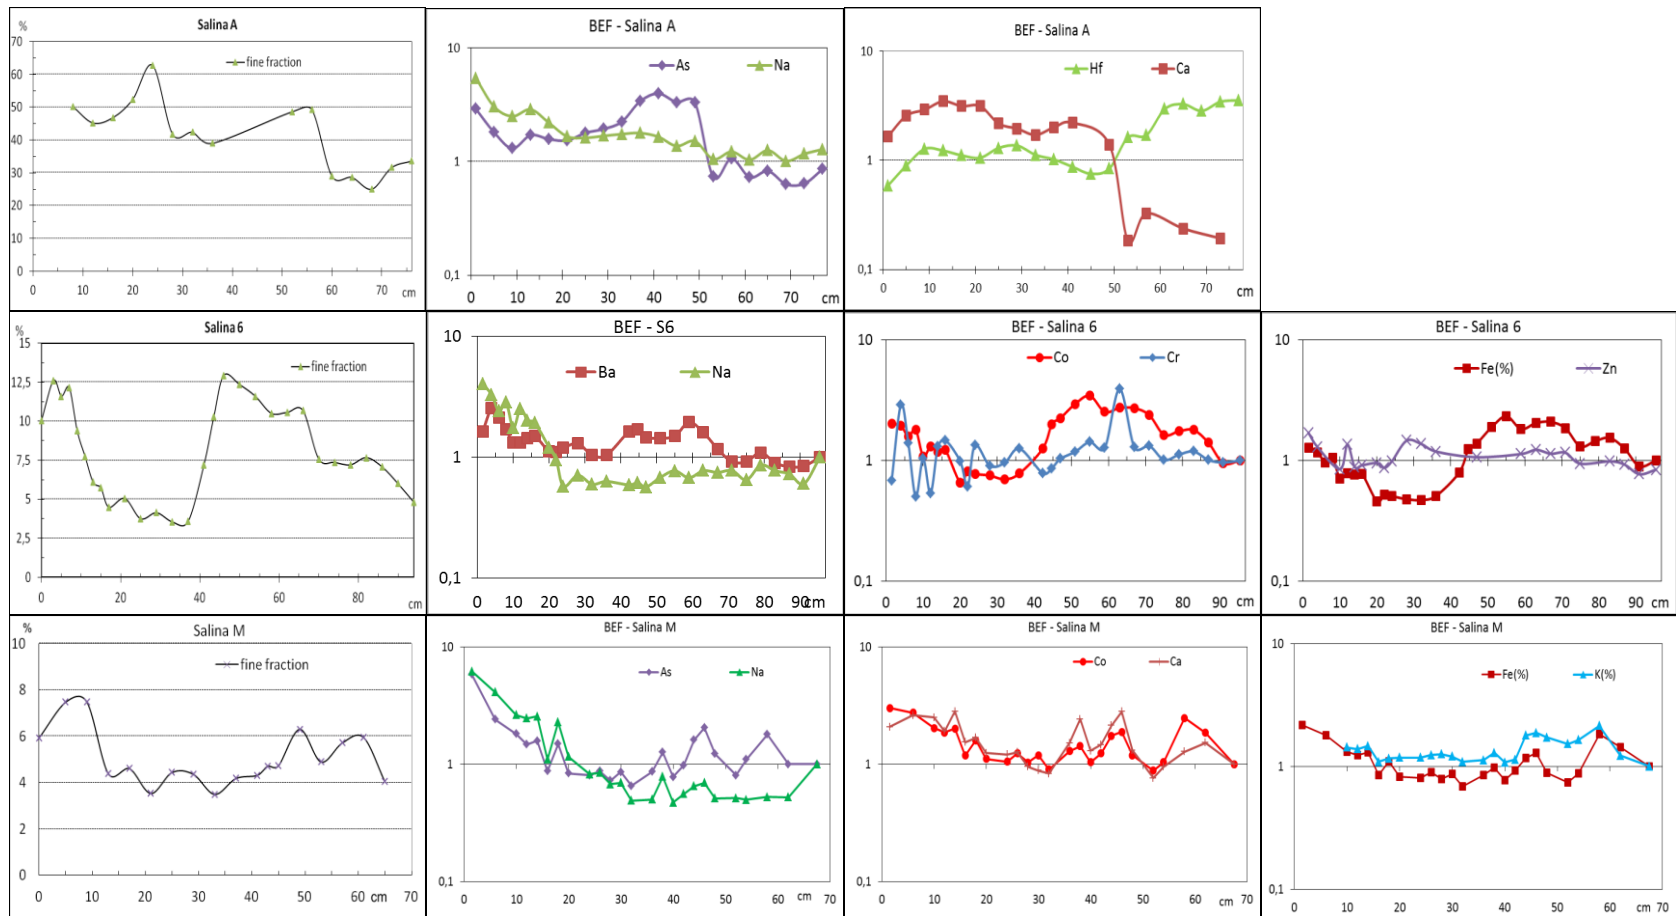 Salina A
%
fine fraction
70
60
50
40
30
20
10
0
0 10 20 30 40 50 60 70 cm
BEF - Salina A
As Na
10
1
0,1
0 10 20 30 40 50 60 70 cm
BEF - Salina A
Hf Ca
10
1
0,1
0 10 20 30 40 50 60 70 cm
Salina 6
%
fine fraction
15
12,5
10
7,5
5
2,5
0
0 20 40 60 80 cm
BEF - S6
Ba Na
10
1
0,1
0 10 20 30 40 50 60 70 80 90 cm
BEF - Salina 6
Co Cr
10
1
0,1
0 10 20 30 40 50 60 70 80 90 cm
BEF - Salina 6
Fe(%) Zn
10
1
0,1
0 10 20 30 40 50 60 70 80 90 cm
Salina M
%
fine fraction
10
8
6
4
2
0
0 10 20 30 40 50 60 cm 70
BEF - Salina M
As Na
10
1
0,1
0 10 20 30 40 50 60 cm 70
BEF - Salina M
Co Ca
10
1
0,1
0 10 20 30 40 50 60 cm 70
BEF - Salina M
Fe(%) K(%)
10
1
0,1
0 10 20 30 40 50 60 cm 70